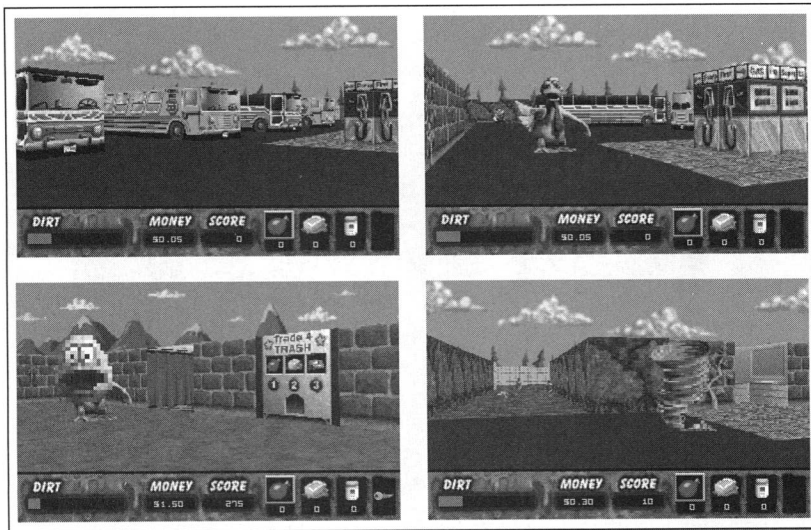 DIRT MONEY SCORE
$0.05 0 0 0 0
First
DIRT MONEY SCORE
$0.05 0 0 0 0
Trade 4
TRASH
1 2 3
DIRT MONEY SCORE
$1.50 275 0 0 0
DIRT MONEY SCORE
$0.30 10 0 0 0